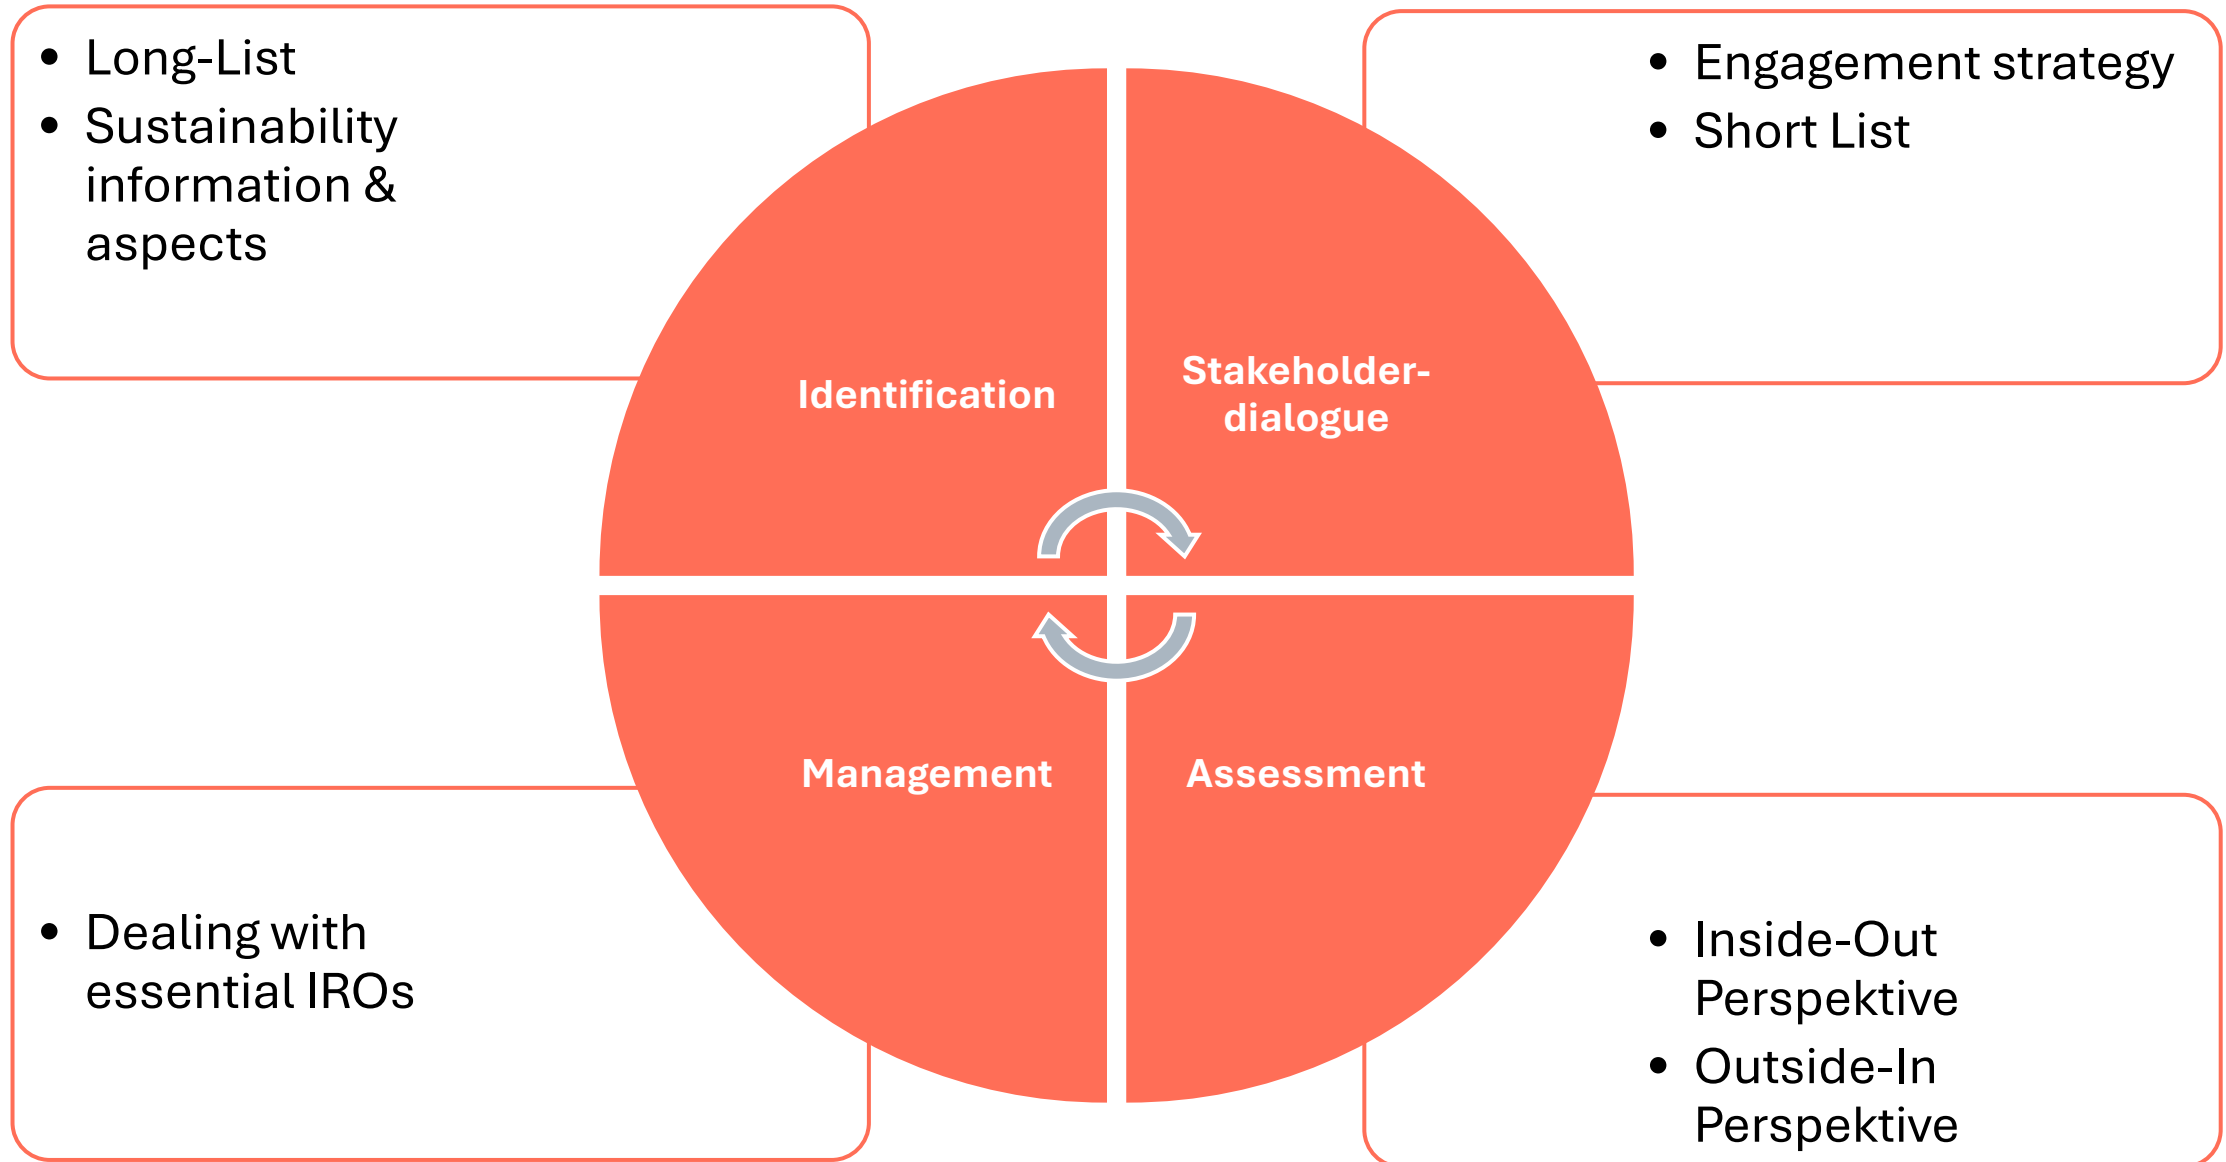 • Long-List
• Sustainability
information &
aspects
• Engagement strategy
• Short List
Identification
Stakeholder-
dialogue
Management
Assessment
• Dealing with
essential IROs
• Inside-Out
Perspektive
• Outside-In
Perspektive